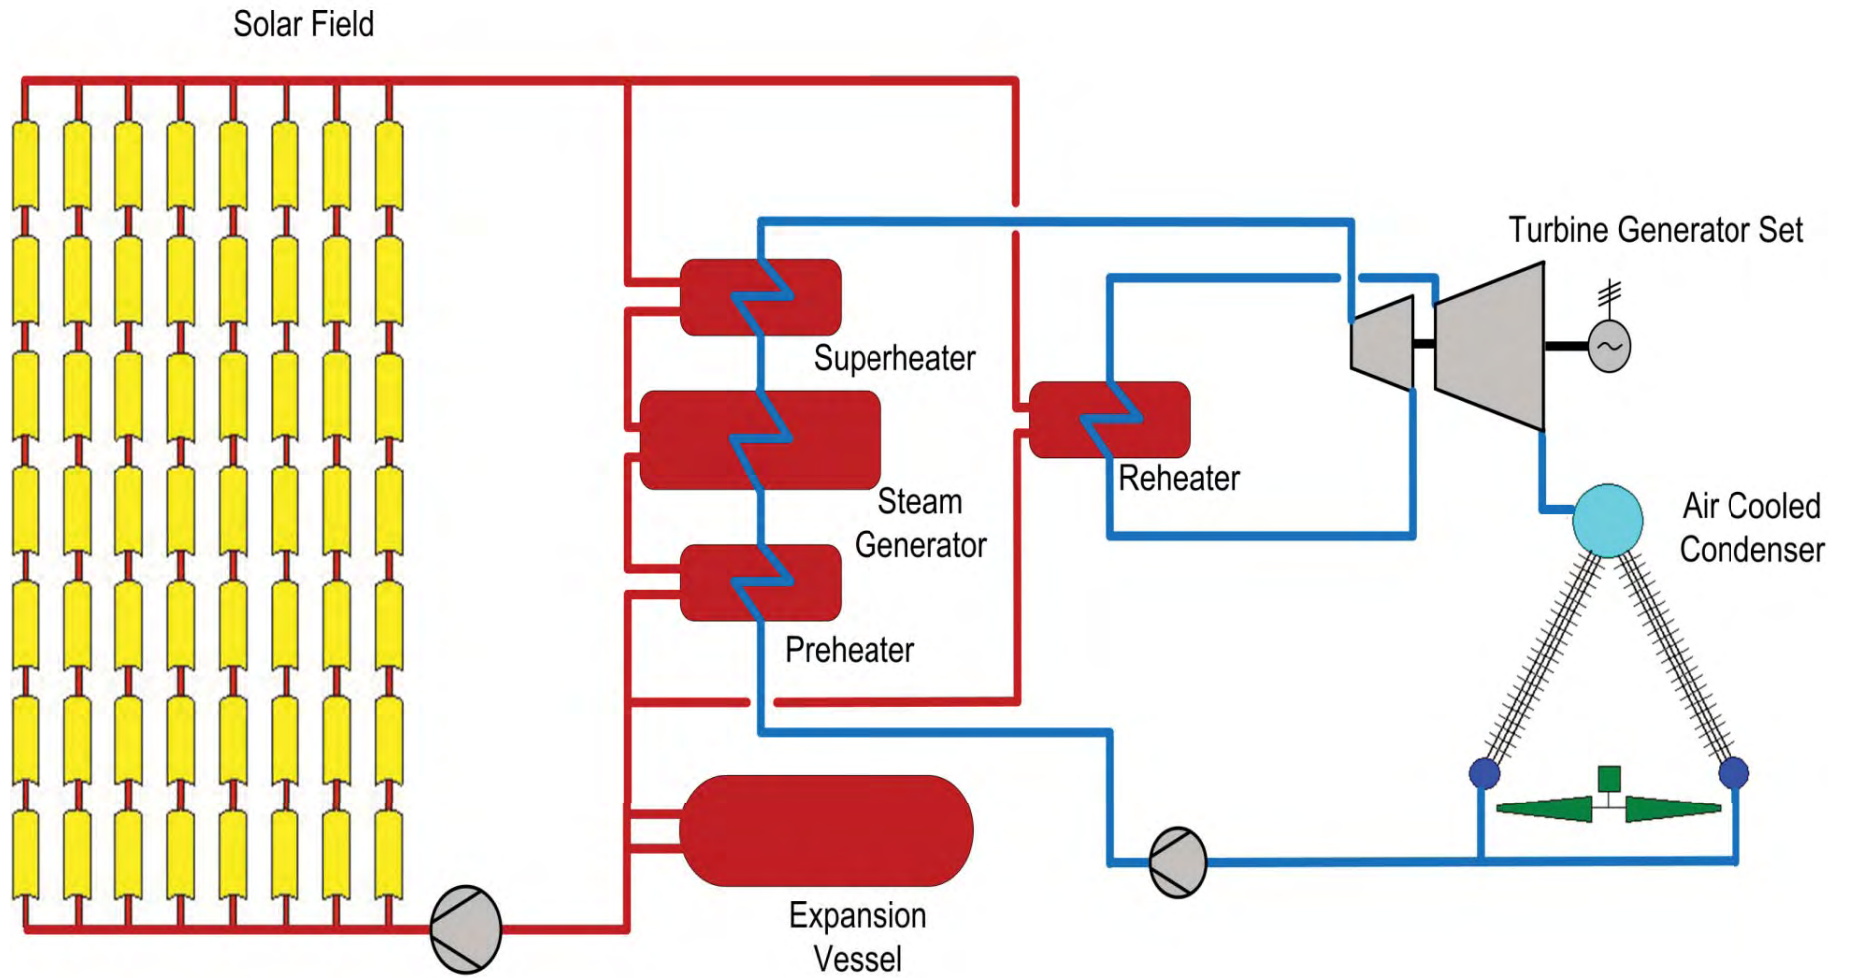 Solar Field
Turbine Generator Set
Superheater
Reheater
Steam
Generator
Air Cooled
Condenser
Preheater
Expansion
Vessel